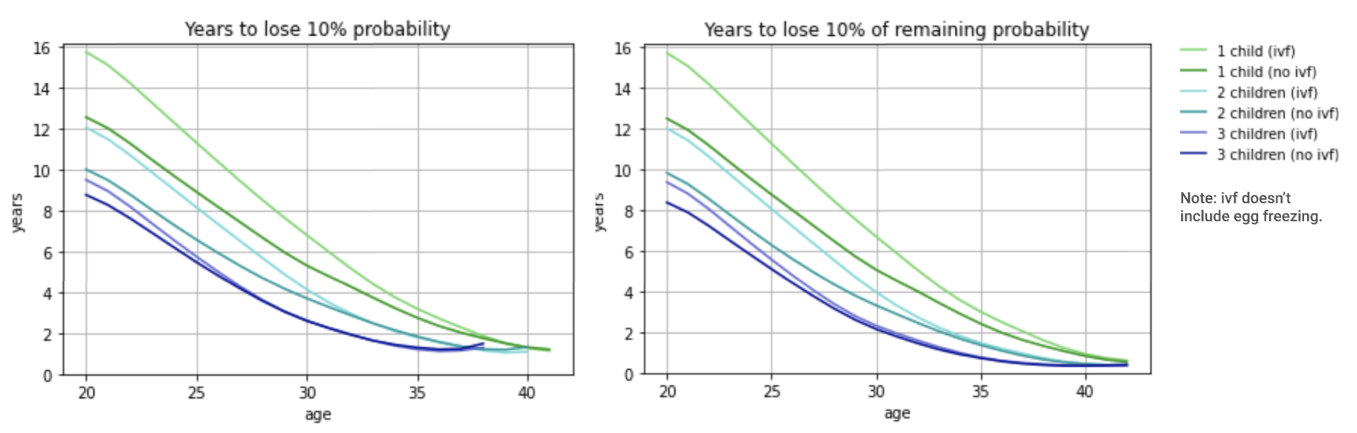 Years to lose 10% probability
16
14
12
10
8
6
4
2
0
years
20
25
30
35
40
age
Years to lose 10% of remaining probability
16
14
12
10
8
6
4
2
0
years
20
25
30
35
40
age
1 child (ivf)
1 child (no ivf)
2 children (ivf)
2 children (no ivf)
3 children (ivf)
3 children (no ivf)
Note: ivf doesn't
include egg freezing.